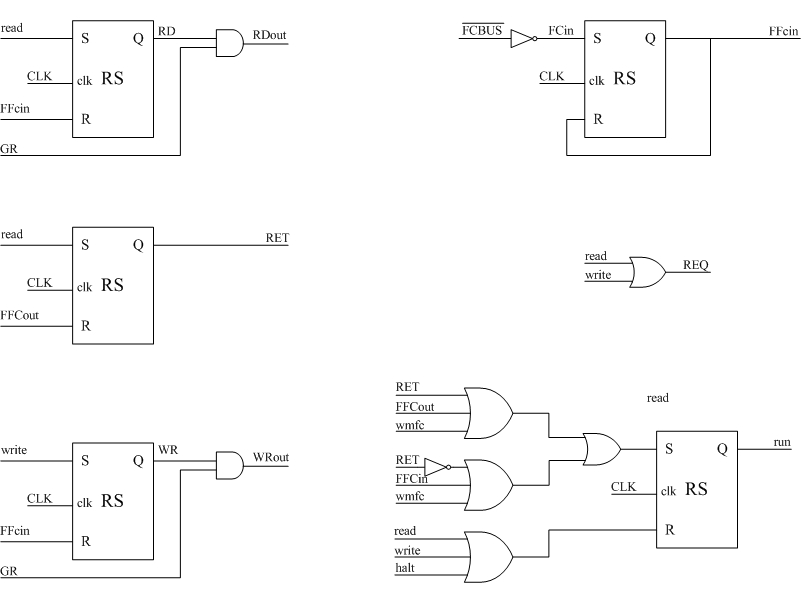 read
S
Q
RD
RDout
CLK
clk
RS
FFcin
R
GR
FCBUS
FCin
S
Q
FFcin
CLK
clk
RS
R
read
S
Q
RET
CLK
clk
RS
FFCout
R
read
write
REQ
write
S
Q
WR
WRout
CLK
clk
RS
FFcin
R
GR
RET
FFCout
wmfc
RET
FFCin
wmfc
read
write
halt
read
S
Q
run
CLK
clk
RS
R